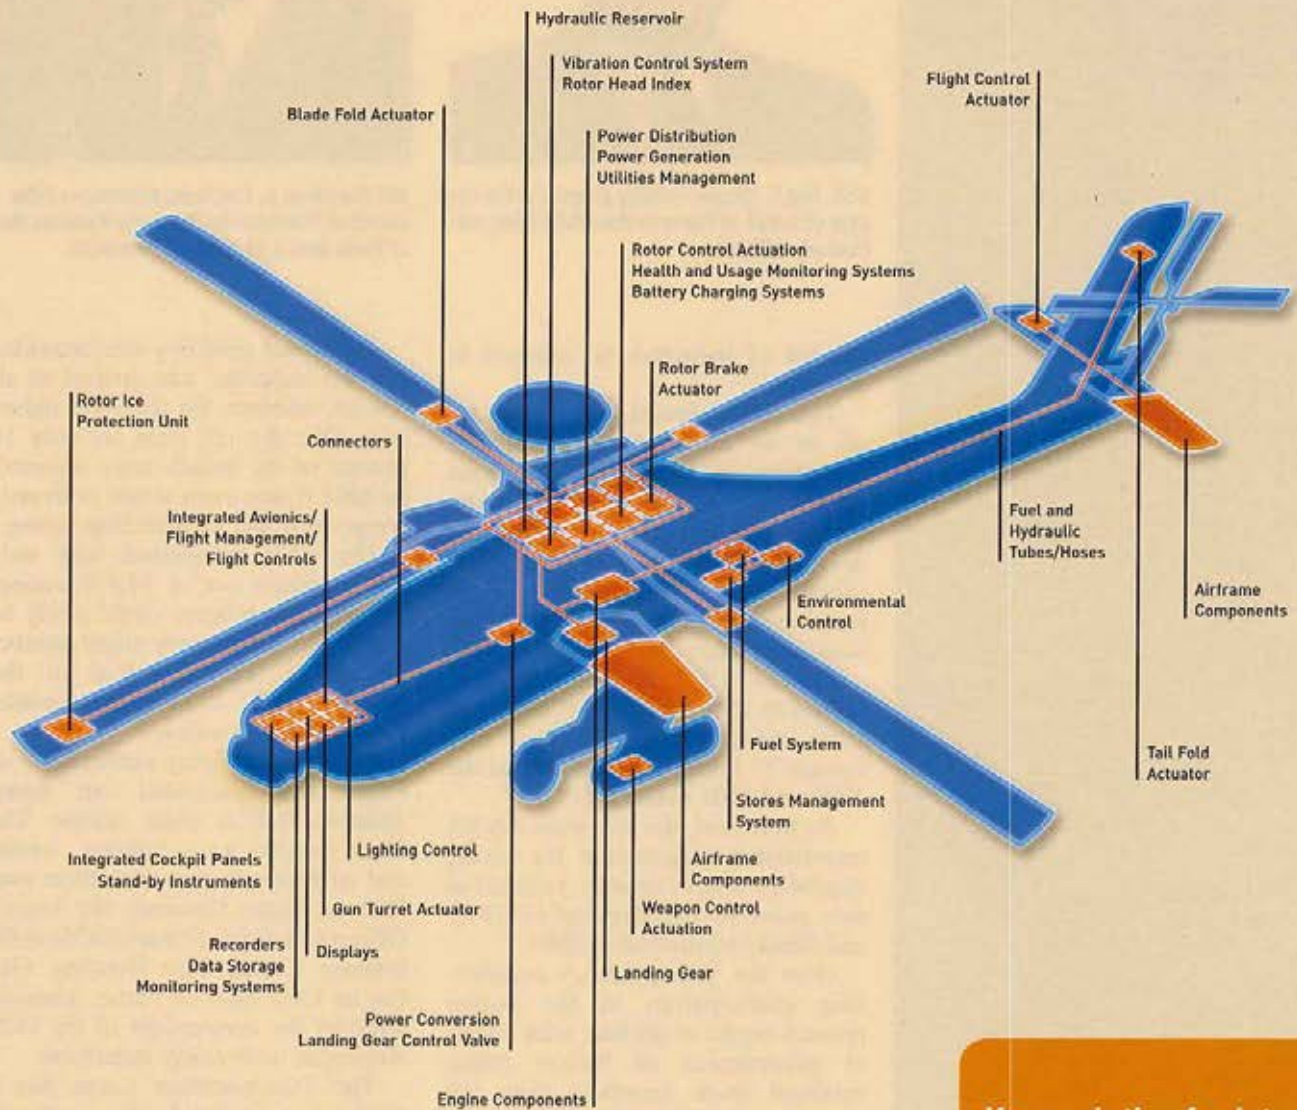 Hydraulic Reservoir
Vibration Control System
Rotor Head Index
Flight Control
Actuator
Blade Fold Actuator
Power Distribution
Power Generation
Utilities Management
Rotor Control Actuation
Health and Usage Monitoring Systems
Battery Charging Systems
Rotor Brake
Actuator
Rotor Ice
Protection Unit
Connectors
Integrated Avionics/
Flight Management/
Flight Controls
Fuel and
Hydraulic
Tubes/Hoses
Airframe
Components
Environmental
Control
Fuel System
Tail Fold
Actuator
Stores Management
System
Integrated Cockpit Panels
Stand-by Instruments
Lighting Control
Airframe
Components
Gun Turret Actuator
Weapon Control
Actuation
Recorders
Data Storage
Monitoring Systems
Displays
Landing Gear
Power Conversion
Landing Gear Control Valve
Engine Components